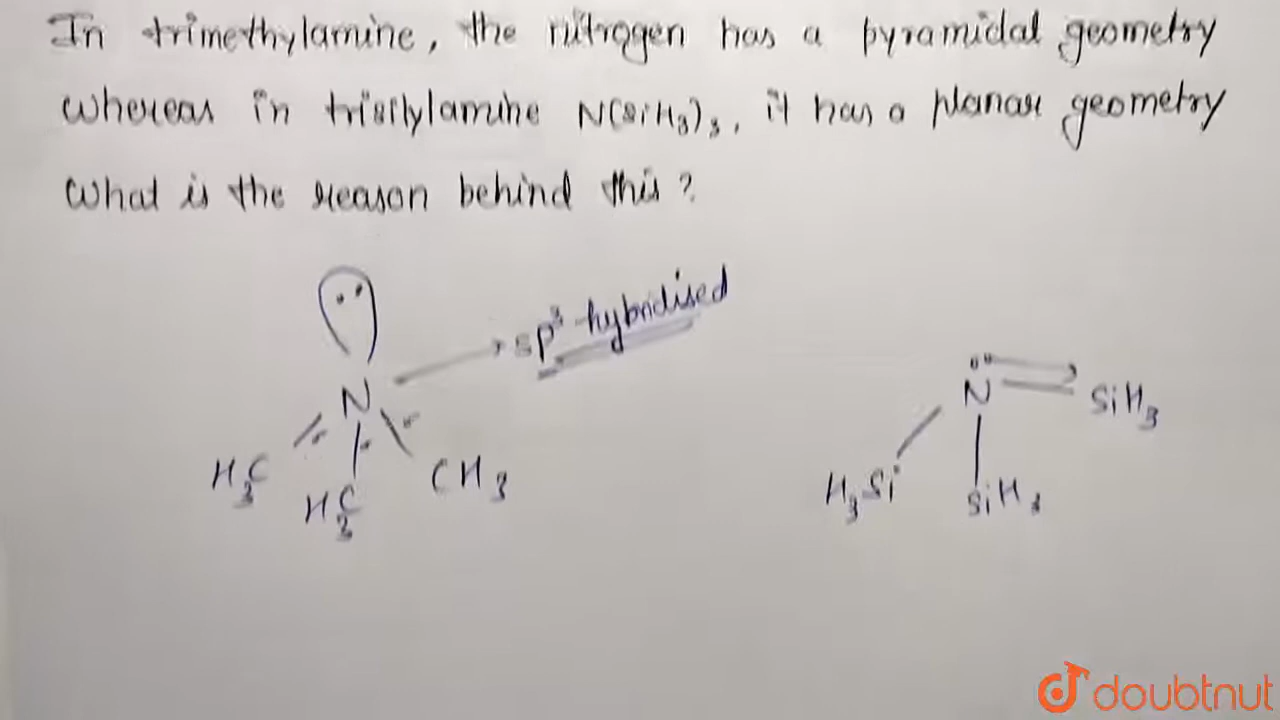 In trimethylamine, the nitrogen has a pyramidal geometry
whereas in trisilylamine N(SiH3)3, it has a planar geometry
What is the reason behind this?
sp3-hybridised
N
N
SiH3
H3C
CH3
H3C
H3Si
SiH3
doubtnut